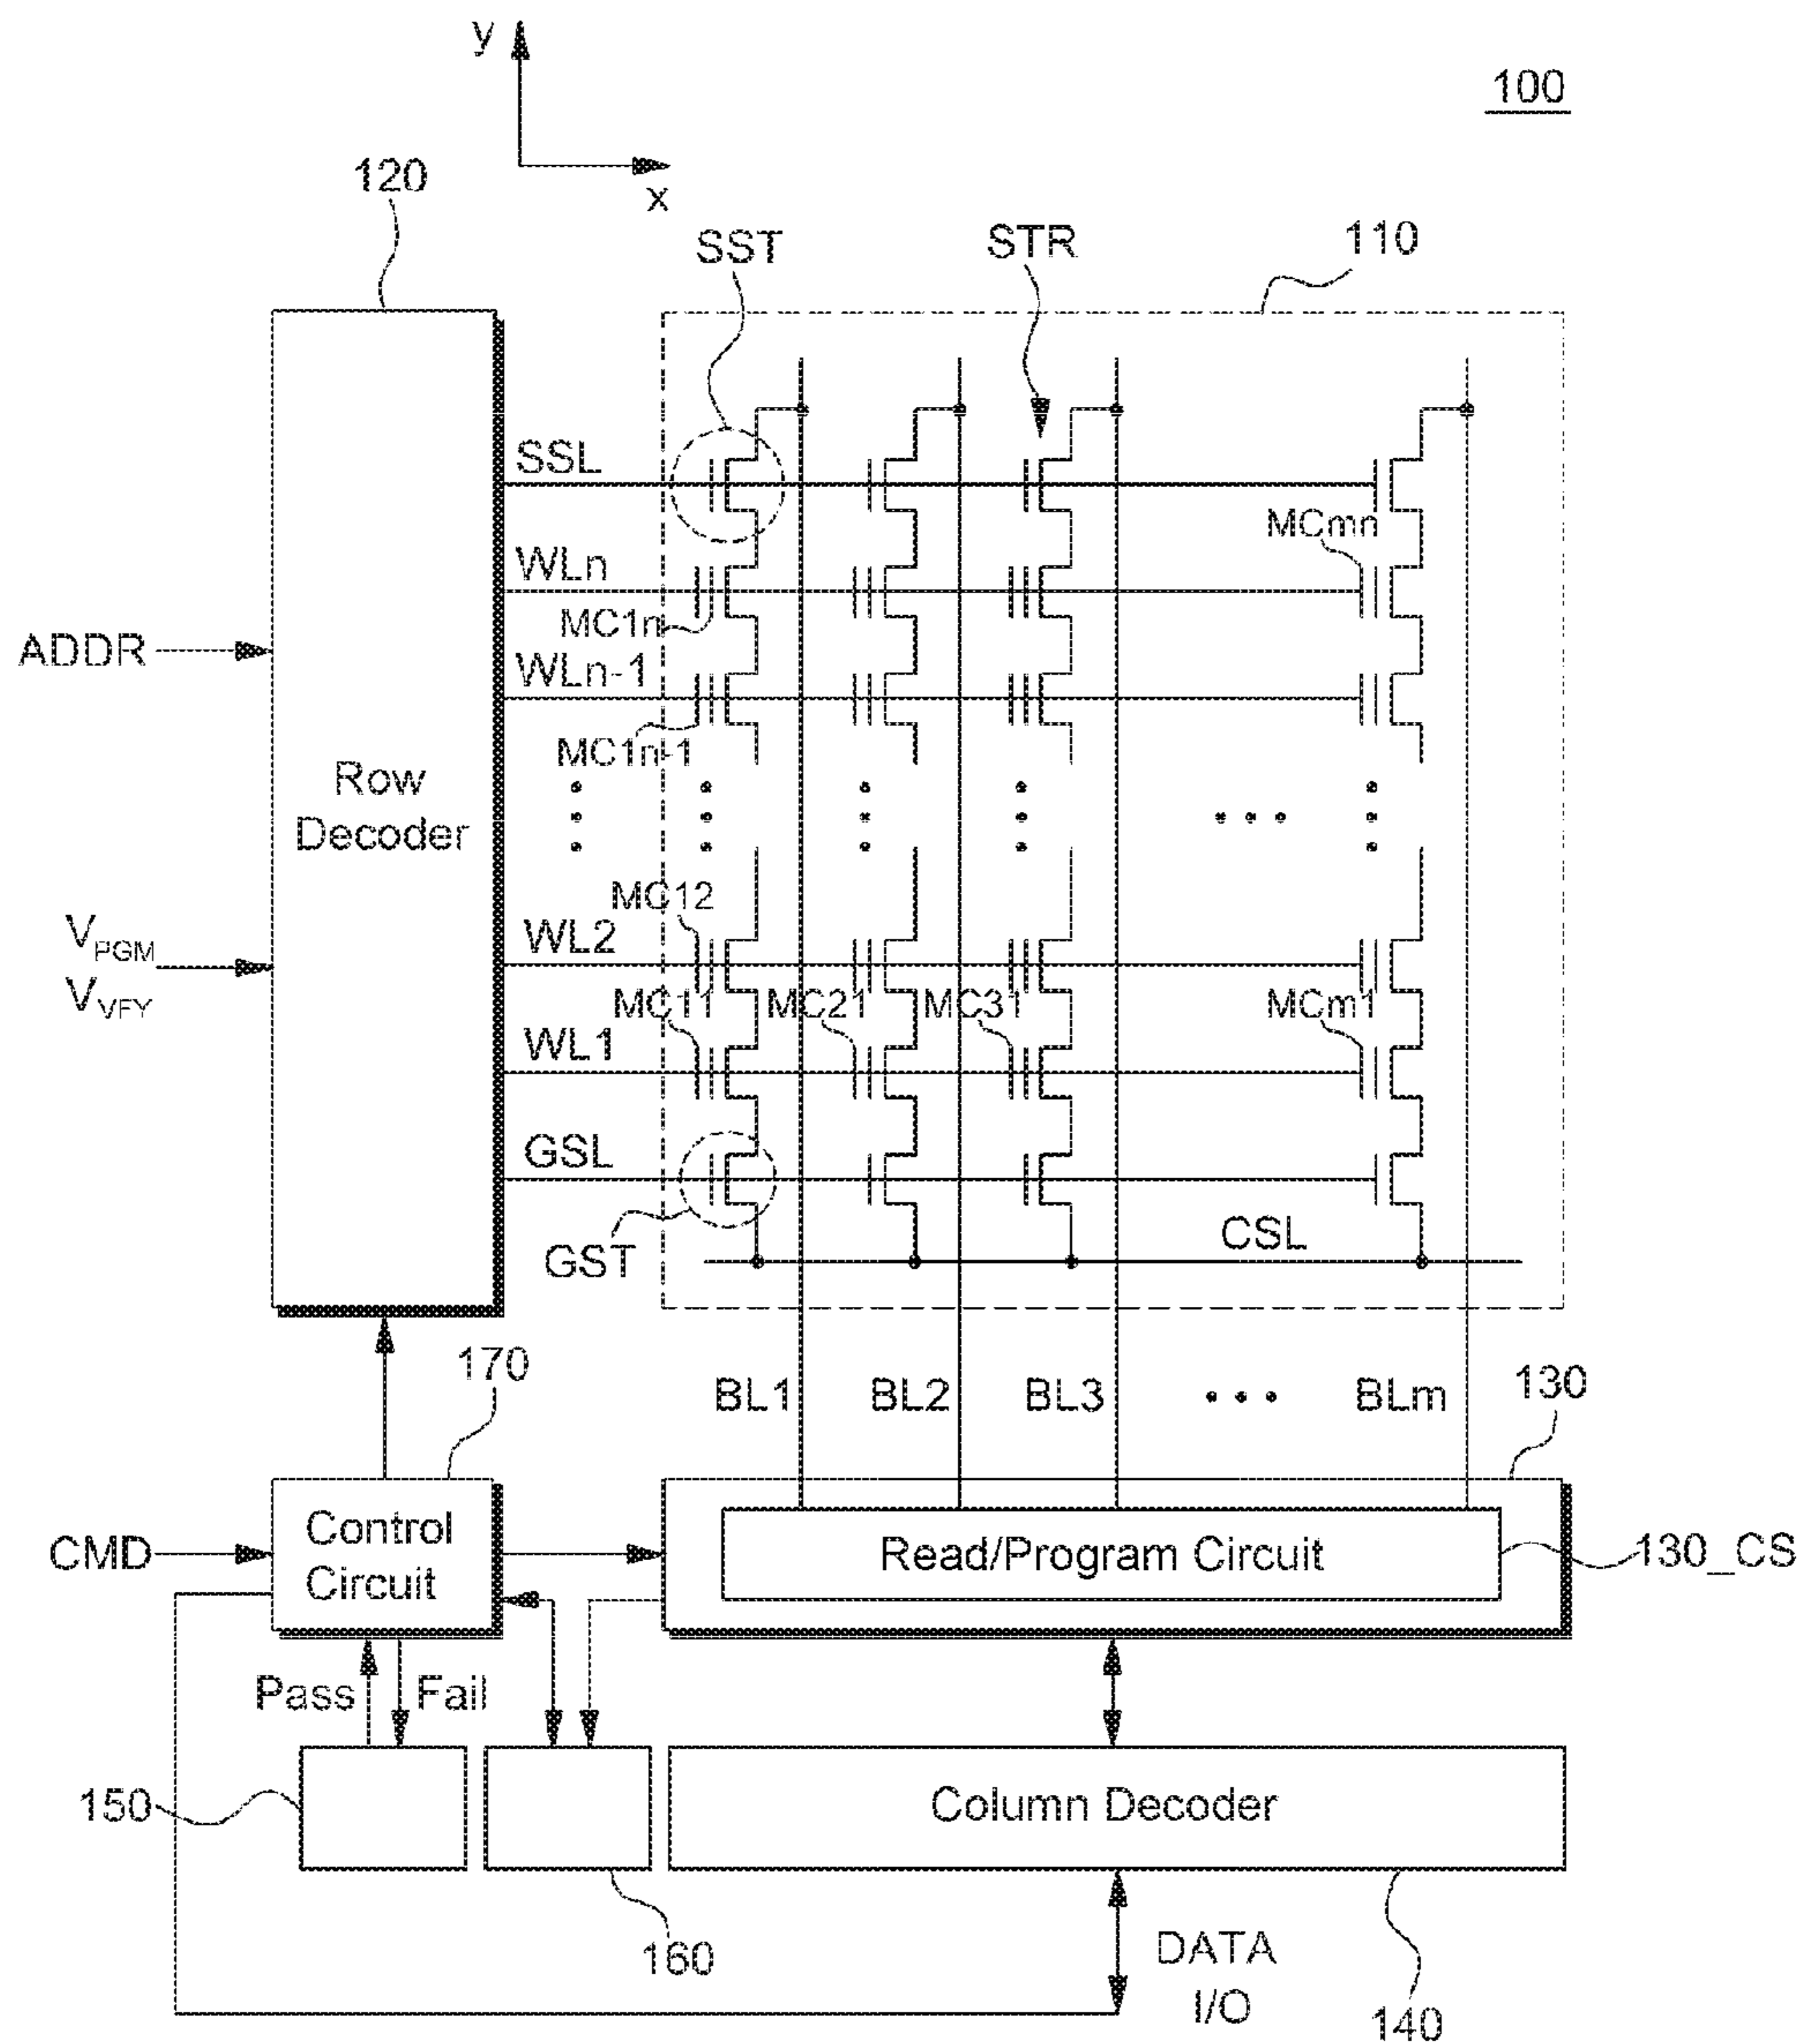 y
100
x
120
SST
STR
110
SSL
WLn
MCmn
MC1n
ADDR
WLn-1
MC1n-1
Row
Decoder
MC12
VPGM
WL2
VVFY
MC11
MC21
MC31
MCm1
WL1
GSL
GST
CSL
170
BL1
BL2
BL3
BLm
130
CMD
Control
Circuit
Read/Program Circuit
130_CS
Pass
Fail
150
Column Decoder
160
DATA
I/O
140